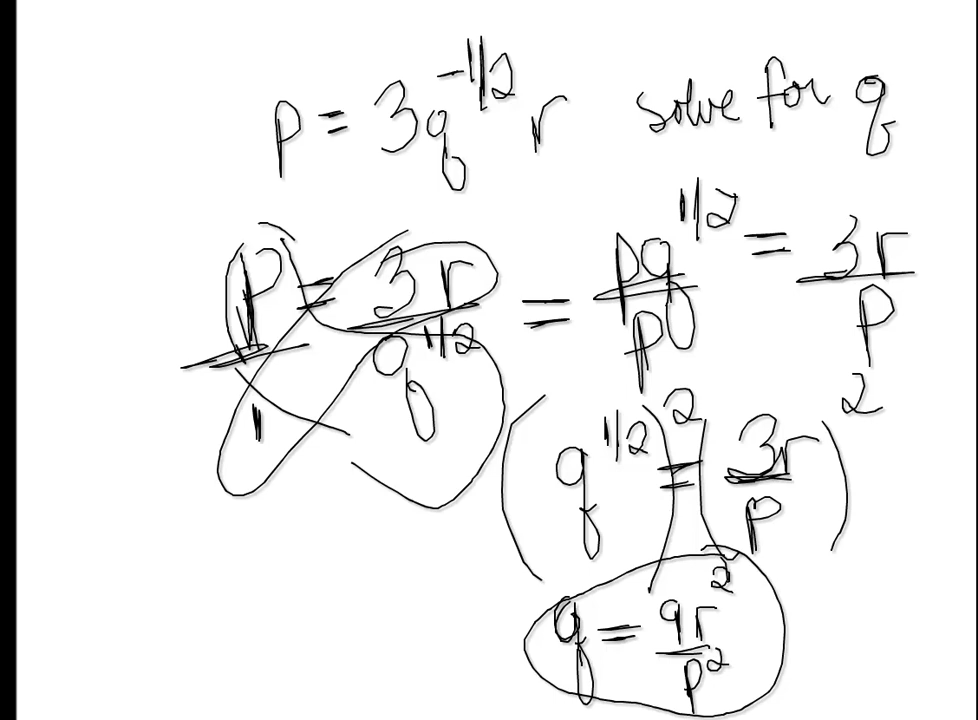 p = 3q^{-1/2} r solve for q
p/1 = 3r/q^{1/2} = pq^{1/2}/p = 3r/p
(q^{1/2})^2 = (3r/p)^2
q = 9r^2/p^2